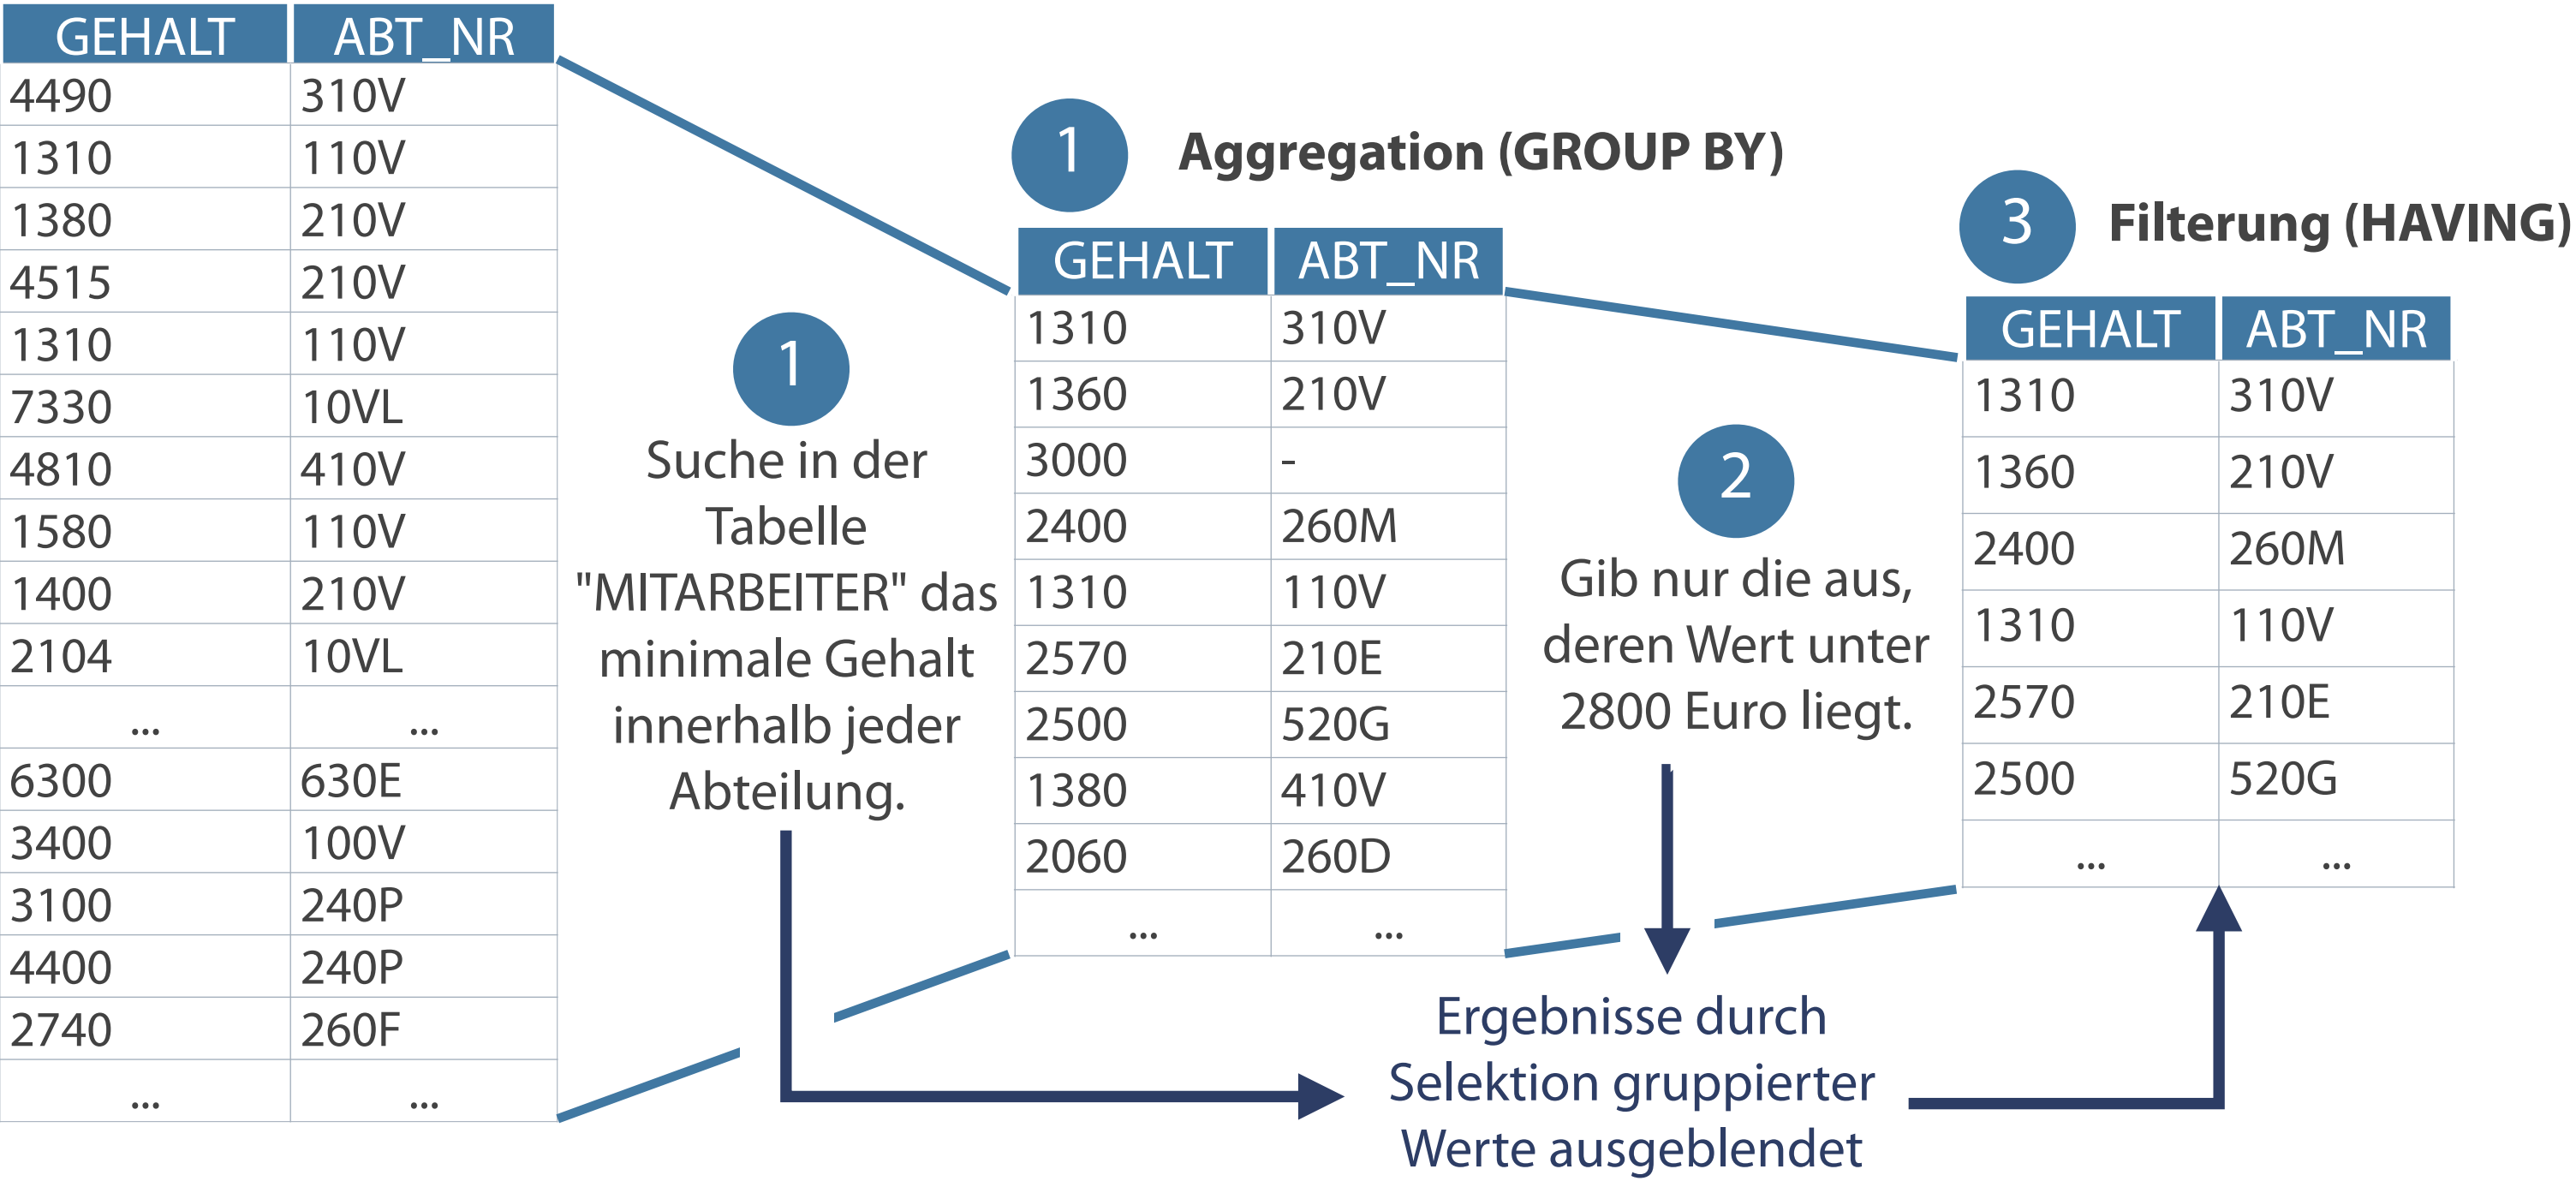 GEHALT ABT_NR
4490 310V
1310 110V
1380 210V
4515 210V
1310 110V
7330 10VL
4810 410V
1580 110V
1400 210V
2104 10VL
... ...
6300 630E
3400 100V
3100 240P
4400 240P
2740 260F
... ...
1
Suche in der
Tabelle
"MITARBEITER" das
minimale Gehalt
innerhalb jeder
Abteilung.
1 Aggregation (GROUP BY)
GEHALT ABT_NR
1310 310V
1360 210V
3000 -
2400 260M
1310 110V
2570 210E
2500 520G
1380 410V
2060 260D
... ...
2
Gib nur die aus,
deren Wert unter
2800 Euro liegt.
Ergebnisse durch
Selektion gruppierter
Werte ausgeblendet
3 Filterung (HAVING)
GEHALT ABT_NR
1310 310V
1360 210V
2400 260M
1310 110V
2570 210E
2500 520G
... ...